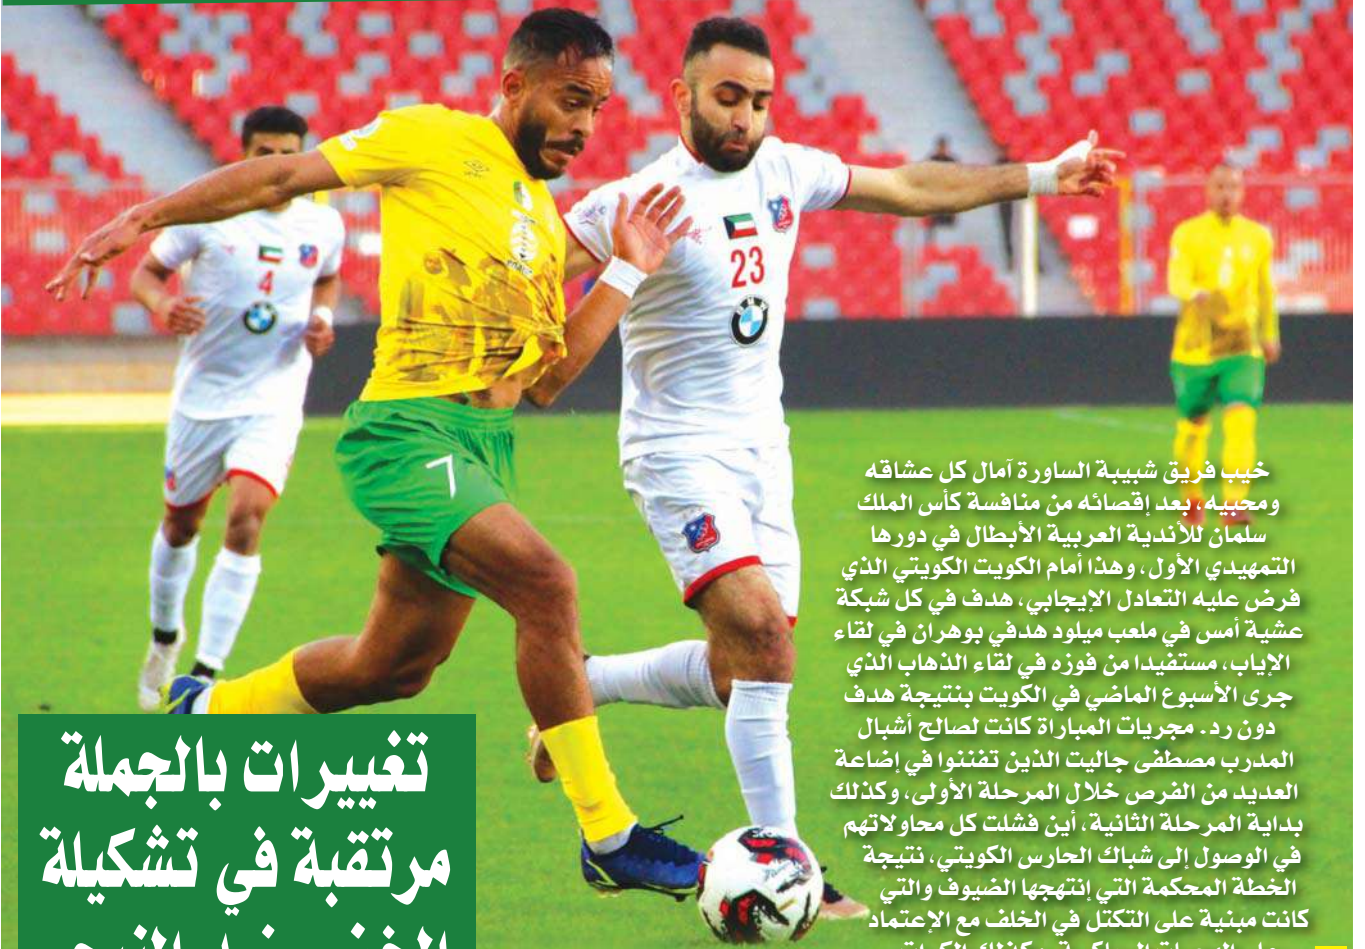 خيب فريق شبيبة الساورة آمال كل عشاقه
ومحبيه، بعد إقصائه من منافسة كأس الملك
سلمان للأندية العربية الأبطال في دورها
التمهيدي الأول، وهذا أمام الكويت الكويتي الذي
فرض عليه التعادل الإيجابي، هدف في كل شبكة
عشية أمس في ملعب ميلود هدفي بوهران في لقاء
الإياب، مستفيدا من فوزه في لقاء الذهاب الذي
جرى الأسبوع الماضي في الكويت بنتيجة هدف
دون رد. مجريات المباراة كانت لصالح أشبال
المدرب مصطفى جاليت الذين تفننوا في إضاعة
العديد من الفرص خلال المرحلة الأولى، وكذلك
بداية المرحلة الثانية، أين فشلت كل محاولاتهم
في الوصول إلى شباك الحارس الكويتي، نتيجة
الخطة المحكمة التي إنتهجها الضيوف والتي
كانت مبنية على التكتل في الخلف مع الإعتماد
تغييرات بالجملة
مرتقبة في تشكيلة
23
BMW
4
7